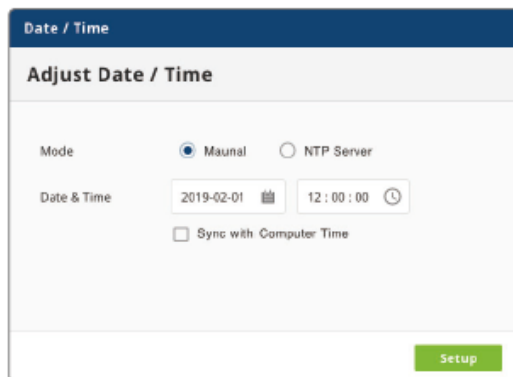 Date / Time
Adjust Date / Time
Mode Maunal NTP Server
Date & Time 2019-02-01 12 : 00 : 00
Sync with Computer Time
Setup